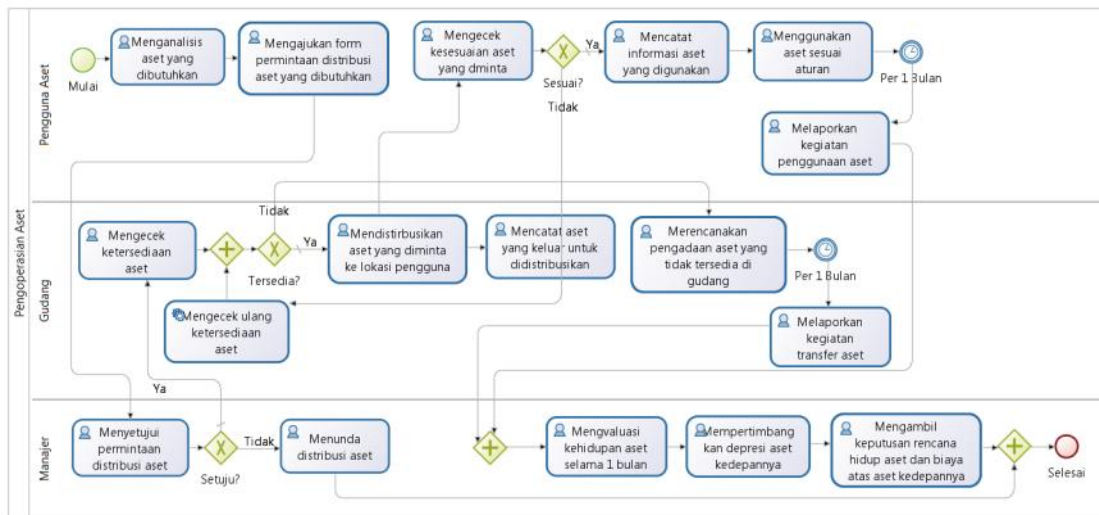 Pengoperasian Aset
Pengguna Aset
Mulai
Menganalisis
aset yang
dibutuhkan
Mengajukan form
permintaan distribusi
aset yang dibutuhkan
Mengecek
kesesuaian aset
yang dminta
Sesuai?
Ya
Tidak
Mencatat
informasi aset
yang digunakan
Menggunakan
aset sesuai
aturan
Per 1 Bulan
Melaporkan
kegiatan
penggunaan aset
Gudang
Mengecek
ketersediaan
aset
Tidak
Tersedia?
Ya
Mendistirbusikan
aset yang diminta
ke lokasi pengguna
Mencatat aset
yang keluar untuk
didistribusikan
Merencanakan
pengadaan aset yang
tidak tersedia di
gudang
Per 1 Bulan
Mengecek ulang
ketersediaan
aset
Melaporkan
kegiatan
transfer aset
Manajer
Ya
Menyetujui
permintaan
distribusi aset
Setuju?
Tidak
Menunda
distribusi aset
Mengvaluasi
kehidupan aset
selama 1 bulan
Mempertimbang
kan depresi aset
kedepannya
Mengambil
keputusan rencana
hidup aset dan biaya
atas aset kedepannya
Selesai